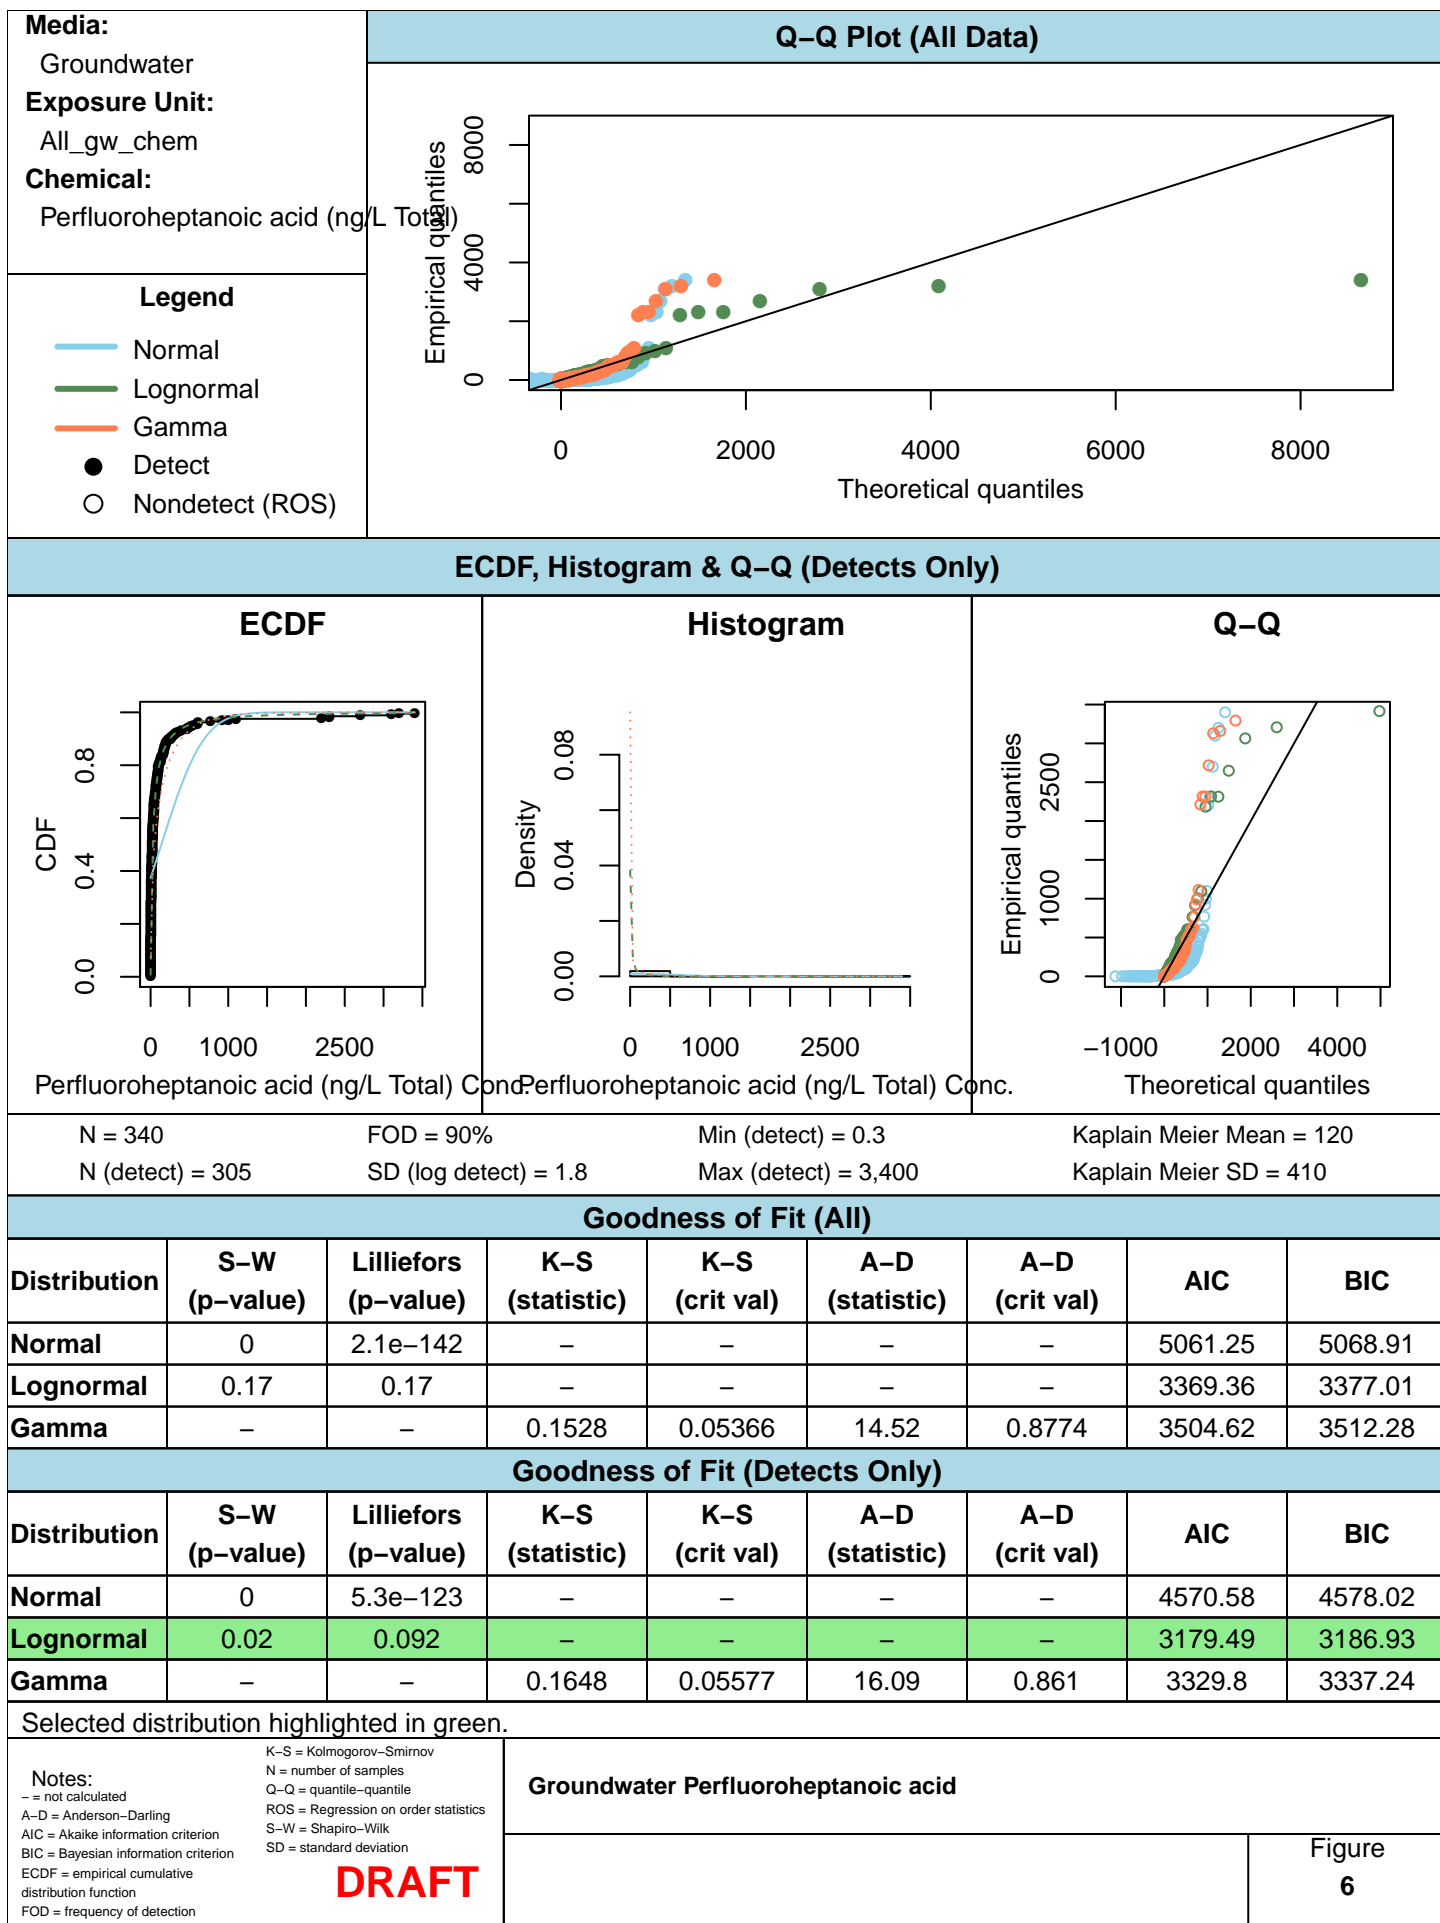 Media:
Groundwater
Exposure Unit:
All_gw_chem
Chemical:
Perfluoroheptanoic acid (ng/L Total)
Legend
Normal
Lognormal
Gamma
Detect
Nondetect (ROS)
Q−Q Plot (All Data)
Empirical quantiles
0 4000 8000
0 2000 4000 6000 8000
Theoretical quantiles
ECDF, Histogram & Q−Q (Detects Only)
ECDF
CDF
0.0 0.4 0.8
0 1000 2500
Perfluoroheptanoic acid (ng/L Total) Conc.
Histogram
Density
0.00 0.04 0.08
0 1000 2500
Perfluoroheptanoic acid (ng/L Total) Conc.
Q−Q
Empirical quantiles
0 1000 2500
−1000 2000 4000
Theoretical quantiles
N = 340 FOD = 90% Min (detect) = 0.3 Kaplain Meier Mean = 120
N (detect) = 305 SD (log detect) = 1.8 Max (detect) = 3,400 Kaplain Meier SD = 410
Goodness of Fit (All)
Distribution S−W (p−value) Lilliefors (p−value) K−S (statistic) K−S (crit val) A−D (statistic) A−D (crit val) AIC BIC
Normal 0 2.1e−142 − − − − 5061.25 5068.91
Lognormal 0.17 0.17 − − − − 3369.36 3377.01
Gamma − − 0.1528 0.05366 14.52 0.8774 3504.62 3512.28
Goodness of Fit (Detects Only)
Distribution S−W (p−value) Lilliefors (p−value) K−S (statistic) K−S (crit val) A−D (statistic) A−D (crit val) AIC BIC
Normal 0 5.3e−123 − − − − 4570.58 4578.02
Lognormal 0.02 0.092 − − − − 3179.49 3186.93
Gamma − − 0.1648 0.05577 16.09 0.861 3329.8 3337.24
Selected distribution highlighted in green.
Notes:
− = not calculated
A−D = Anderson−Darling
AIC = Akaike information criterion
BIC = Bayesian information criterion
ECDF = empirical cumulative
distribution function
FOD = frequency of detection
K−S = Kolmogorov−Smirnov
N = number of samples
Q−Q = quantile−quantile
ROS = Regression on order statistics
S−W = Shapiro−Wilk
SD = standard deviation
DRAFT
Groundwater Perfluoroheptanoic acid
Figure
6